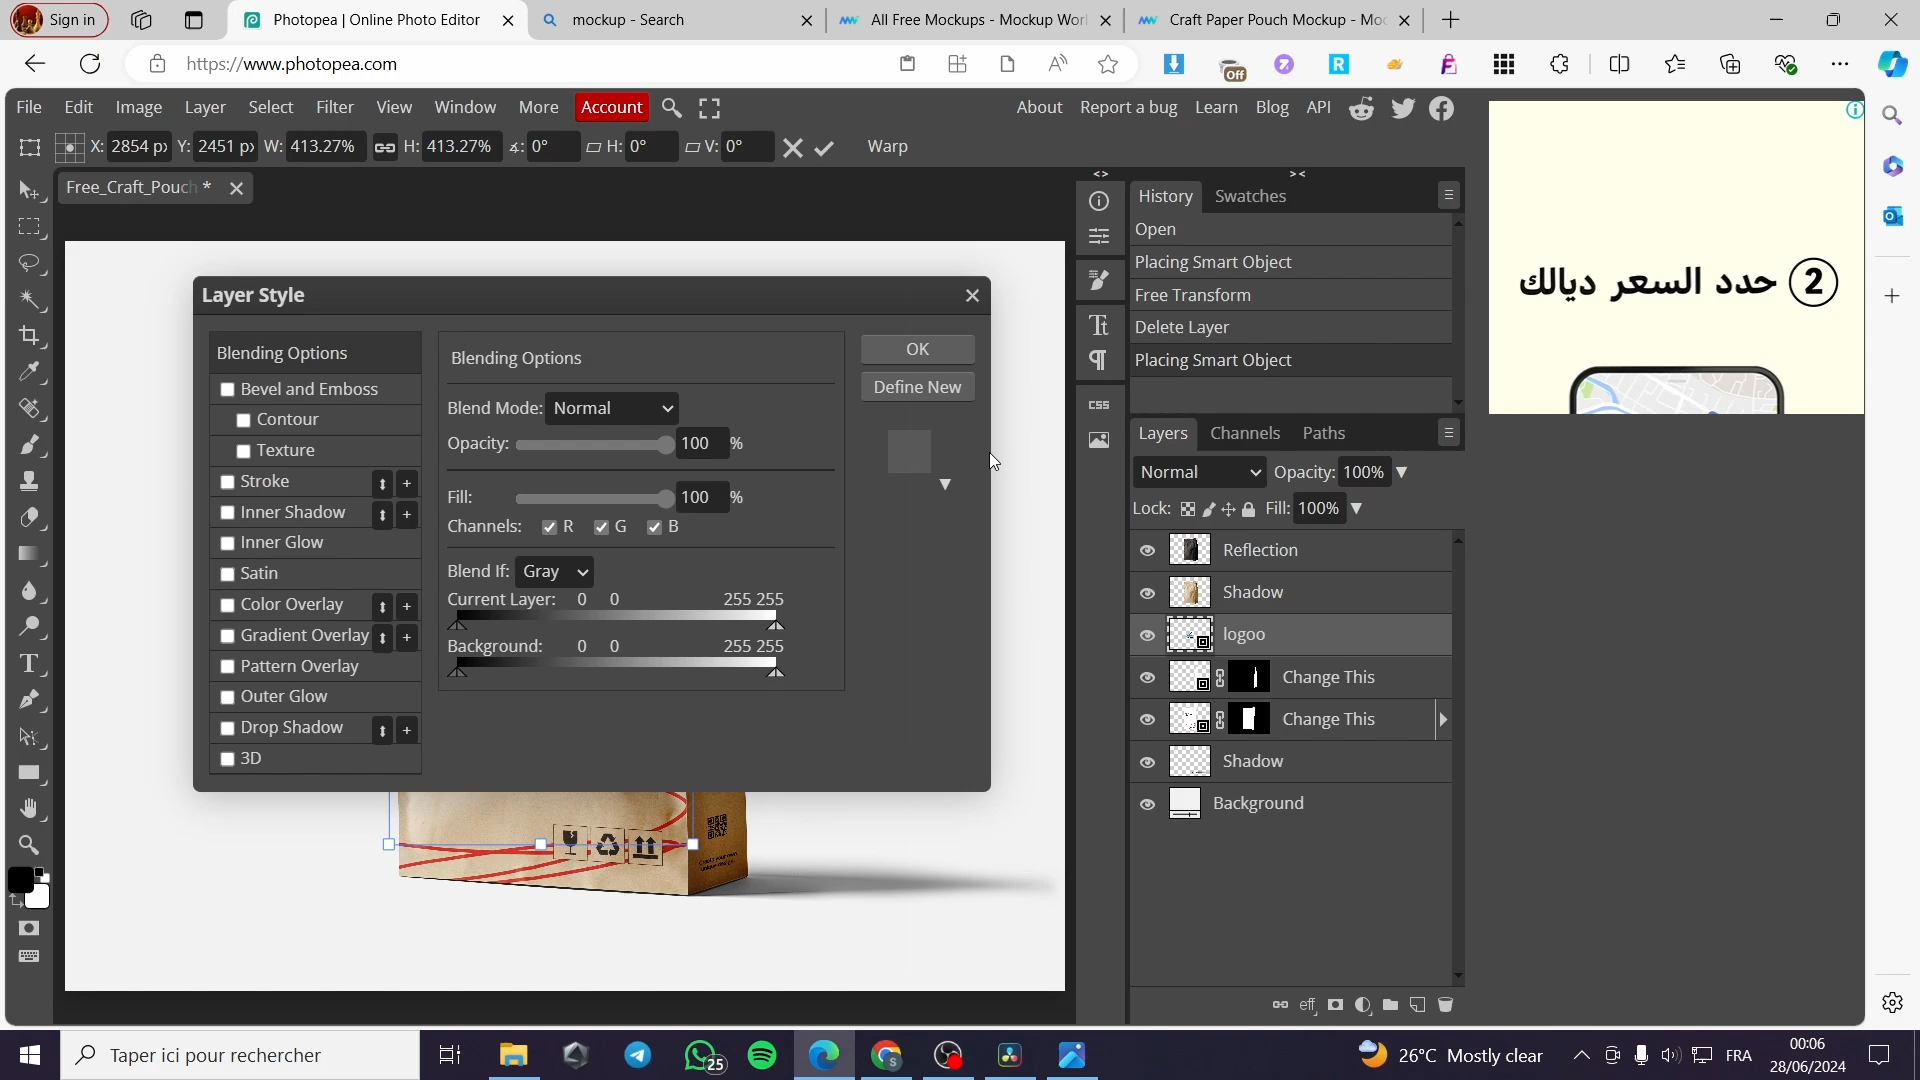 Sign in
Photopea | Online Photo Editor
mockup - Search
All Free Mockups - Mockup Wor
Craft Paper Pouch Mockup - Moc
https://www.photopea.com
Off
File Edit Image Layer Select Filter View Window More Account
About Report a bug Learn Blog API
X: 2854 px Y: 2451 px W: 413.27% H: 413.27% ∡: 0° H: 0° V: 0° Warp
Free_Craft_Pouch *
Layer Style
Blending Options
Bevel and Emboss
Contour
Texture
Stroke
Inner Shadow
Inner Glow
Satin
Color Overlay
Gradient Overlay
Pattern Overlay
Outer Glow
Drop Shadow
3D
Blending Options
Blend Mode: Normal
Opacity: 100 %
Fill: 100 %
Channels: R G B
Blend If: Gray
Current Layer: 0 0 255 255
Background: 0 0 255 255
OK
Define New
History Swatches
Open
Placing Smart Object
Free Transform
Delete Layer
Placing Smart Object
CSS
Layers Channels Paths
Normal Opacity: 100%
Lock: Fill: 100%
Reflection
Shadow
logoo
Change This
Change This
Shadow
Background
eff
2 حدد السعر ديالك
Taper ici pour rechercher
25
26°C Mostly clear
FRA
00:06
28/06/2024